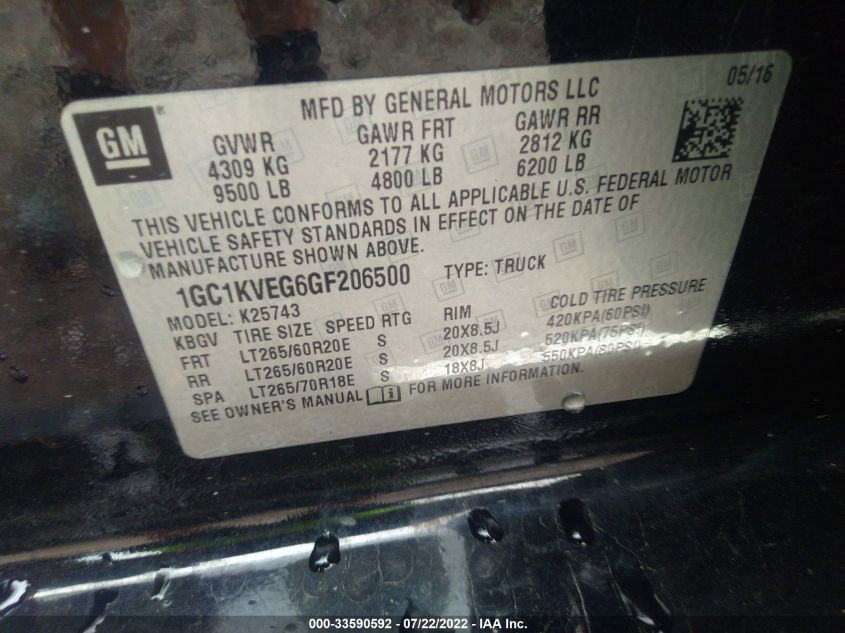 05/16
GM
MFD BY GENERAL MOTORS LLC
GVWR GAWR FRT GAWR RR
4309 KG 2177 KG 2812 KG
9500 LB 4800 LB 6200 LB
THIS VEHICLE CONFORMS TO ALL APPLICABLE U.S. FEDERAL MOTOR
VEHICLE SAFETY STANDARDS IN EFFECT ON THE DATE OF
MANUFACTURE SHOWN ABOVE.
1GC1KVEG6GF206500 TYPE: TRUCK
MODEL: K25743
KBGV TIRE SIZE SPEED RTG RIM COLD TIRE PRESSURE
FRT LT265/60R20E S 20X8.5J 420KPA(60PSI)
RR LT265/60R20E S 20X8.5J 520KPA(75PSI)
SPA LT265/70R18E S 18X8J 550KPA(80PSI)
SEE OWNER'S MANUAL FOR MORE INFORMATION.
000-33590592 - 07/22/2022 - IAA Inc.